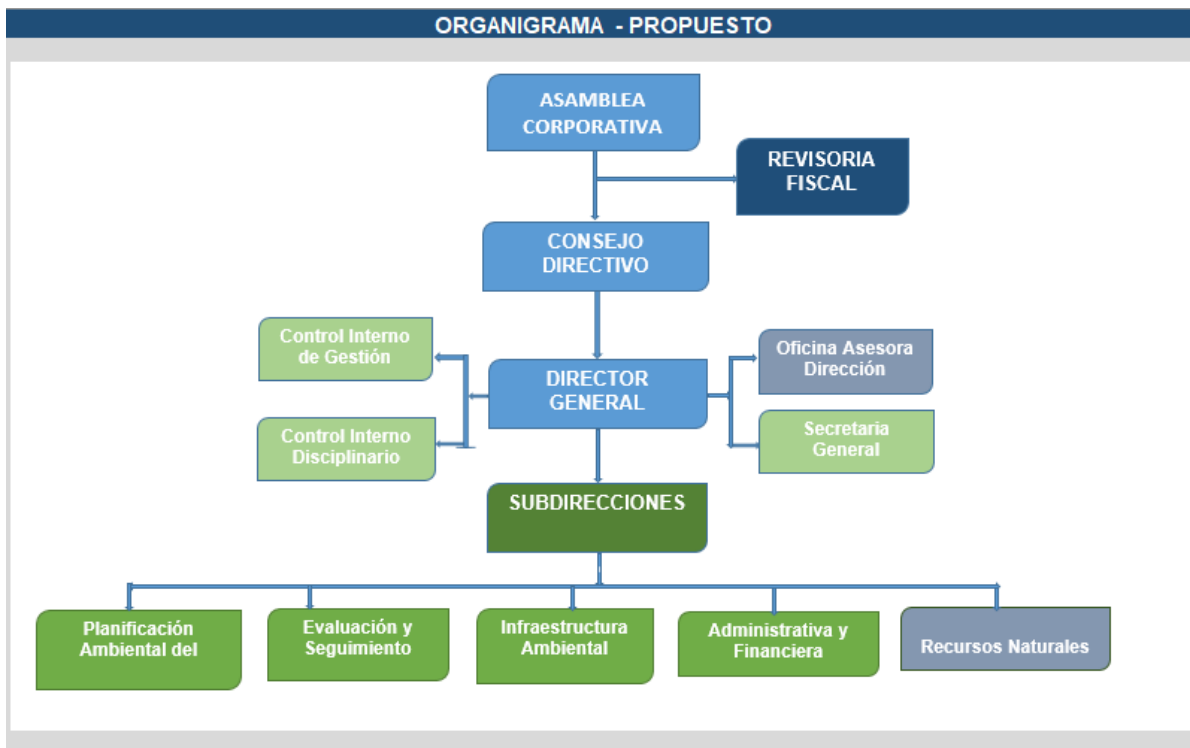 ORGANIGRAMA - PROPUESTO
ASAMBLEA
CORPORATIVA
REVISORIA
FISCAL
CONSEJO
DIRECTIVO
Control Interno
de Gestión
Oficina Asesora
Dirección
DIRECTOR
GENERAL
Control Interno
Disciplinario
Secretaria
General
SUBDIRECCIONES
Planificación
Ambiental del
Evaluación y
Seguimiento
Infraestructura
Ambiental
Administrativa y
Financiera
Recursos Naturales